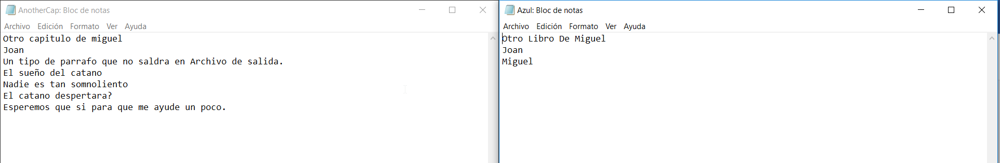 AnotherCap: Bloc de notas
Archivo Edición Formato Ver Ayuda
Otro capitulo de miguel
Joan
Un tipo de parrafo que no saldra en Archivo de salida.
El sueño del catano
Nadie es tan somnoliento
El catano despertara?
Esperemos que si para que me ayude un poco.
Azul: Bloc de notas
Archivo Edición Formato Ver Ayuda
Otro Libro De Miguel
Joan
Miguel